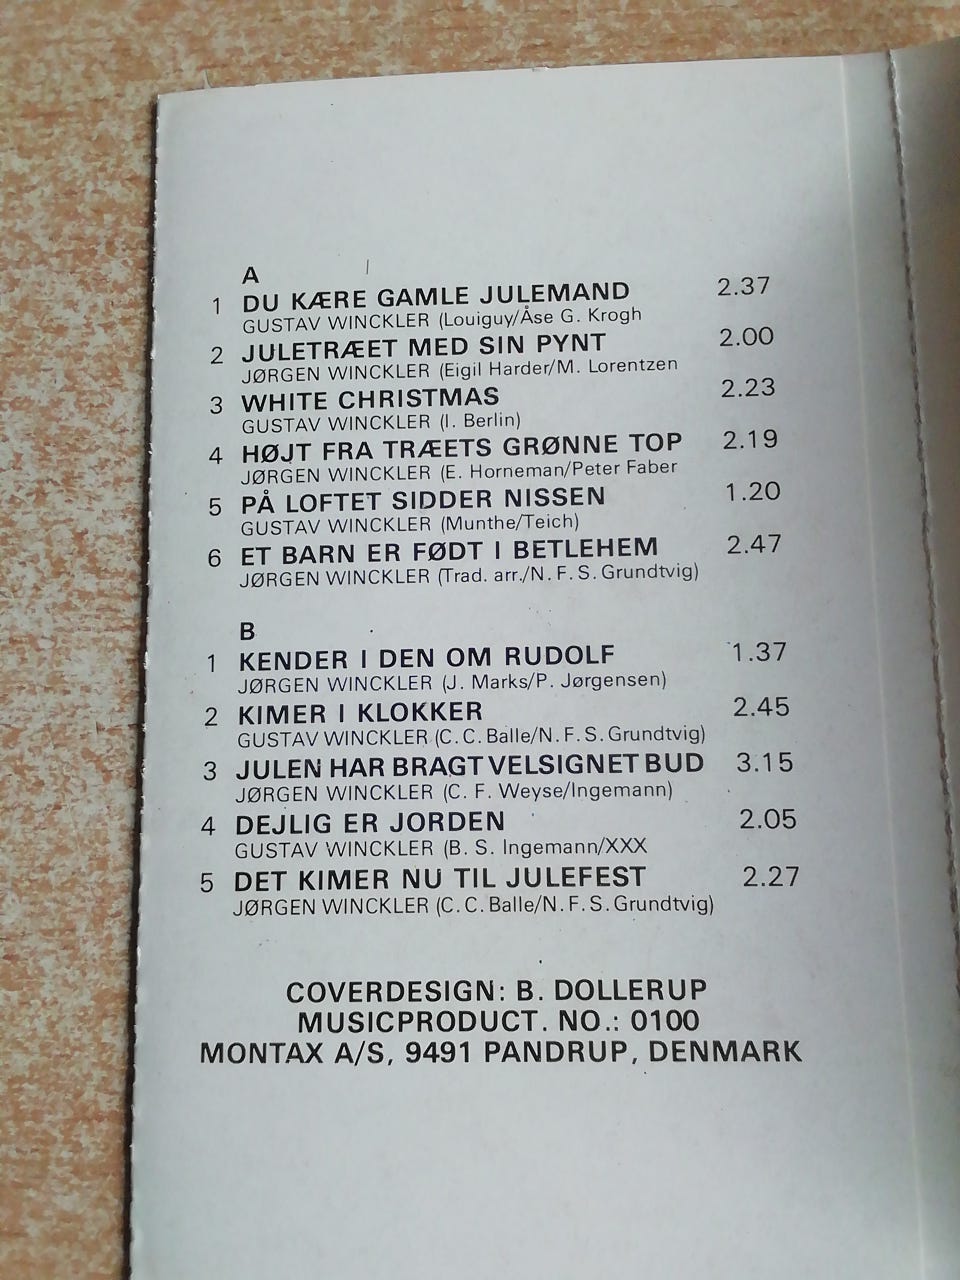 A
1 DU KÆRE GAMLE JULEMAND 2.37
GUSTAV WINCKLER (Louiguy/Åse G. Krogh
2 JULETRÆET MED SIN PYNT 2.00
JØRGEN WINCKLER (Eigil Harder/M. Lorentzen
3 WHITE CHRISTMAS 2.23
GUSTAV WINCKLER (I. Berlin)
4 HØJT FRA TRÆETS GRØNNE TOP 2.19
JØRGEN WINCKLER (E. Horneman/Peter Faber
5 PÅ LOFTET SIDDER NISSEN 1.20
GUSTAV WINCKLER (Munthe/Teich)
6 ET BARN ER FØDT I BETLEHEM 2.47
JØRGEN WINCKLER (Trad. arr./N.F.S.Grundtvig)
B
1 KENDER I DEN OM RUDOLF 1.37
JØRGEN WINCKLER (J. Marks/P. Jørgensen)
2 KIMER I KLOKKER 2.45
GUSTAV WINCKLER (C.C.Balle/N.F.S.Grundtvig)
3 JULEN HAR BRAGT VELSIGNET BUD 3.15
JØRGEN WINCKLER (C. F. Weyse/Ingemann)
4 DEJLIG ER JORDEN 2.05
GUSTAV WINCKLER (B. S. Ingemann/XXX
5 DET KIMER NU TIL JULEFEST 2.27
JØRGEN WINCKLER (C.C.Balle/N.F.S.Grundtvig)
COVERDESIGN: B. DOLLERUP
MUSICPRODUCT. NO.: 0100
MONTAX A/S, 9491 PANDRUP, DENMARK